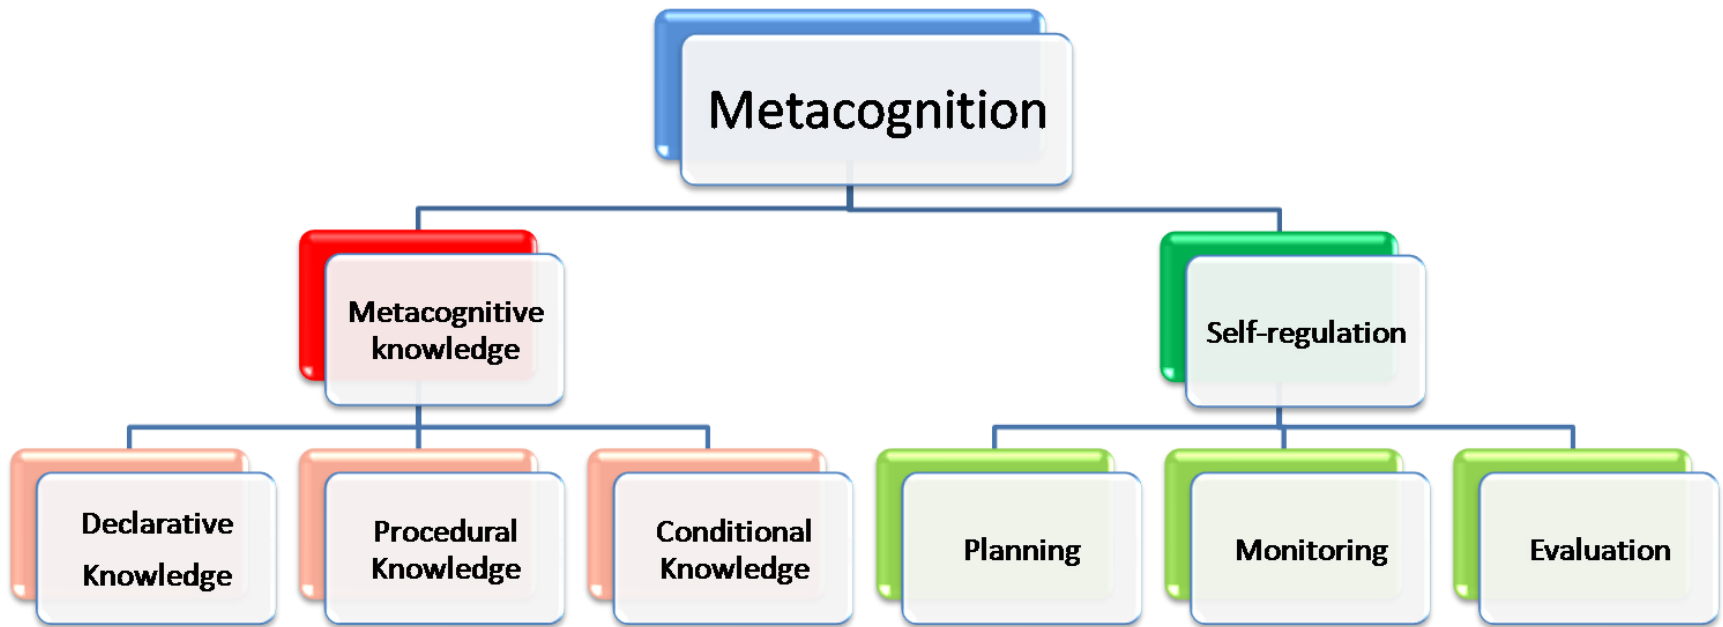 Metacognition
Metacognitive
knowledge
Self-regulation
Declarative
Knowledge
Procedural
Knowledge
Conditional
Knowledge
Planning
Monitoring
Evaluation